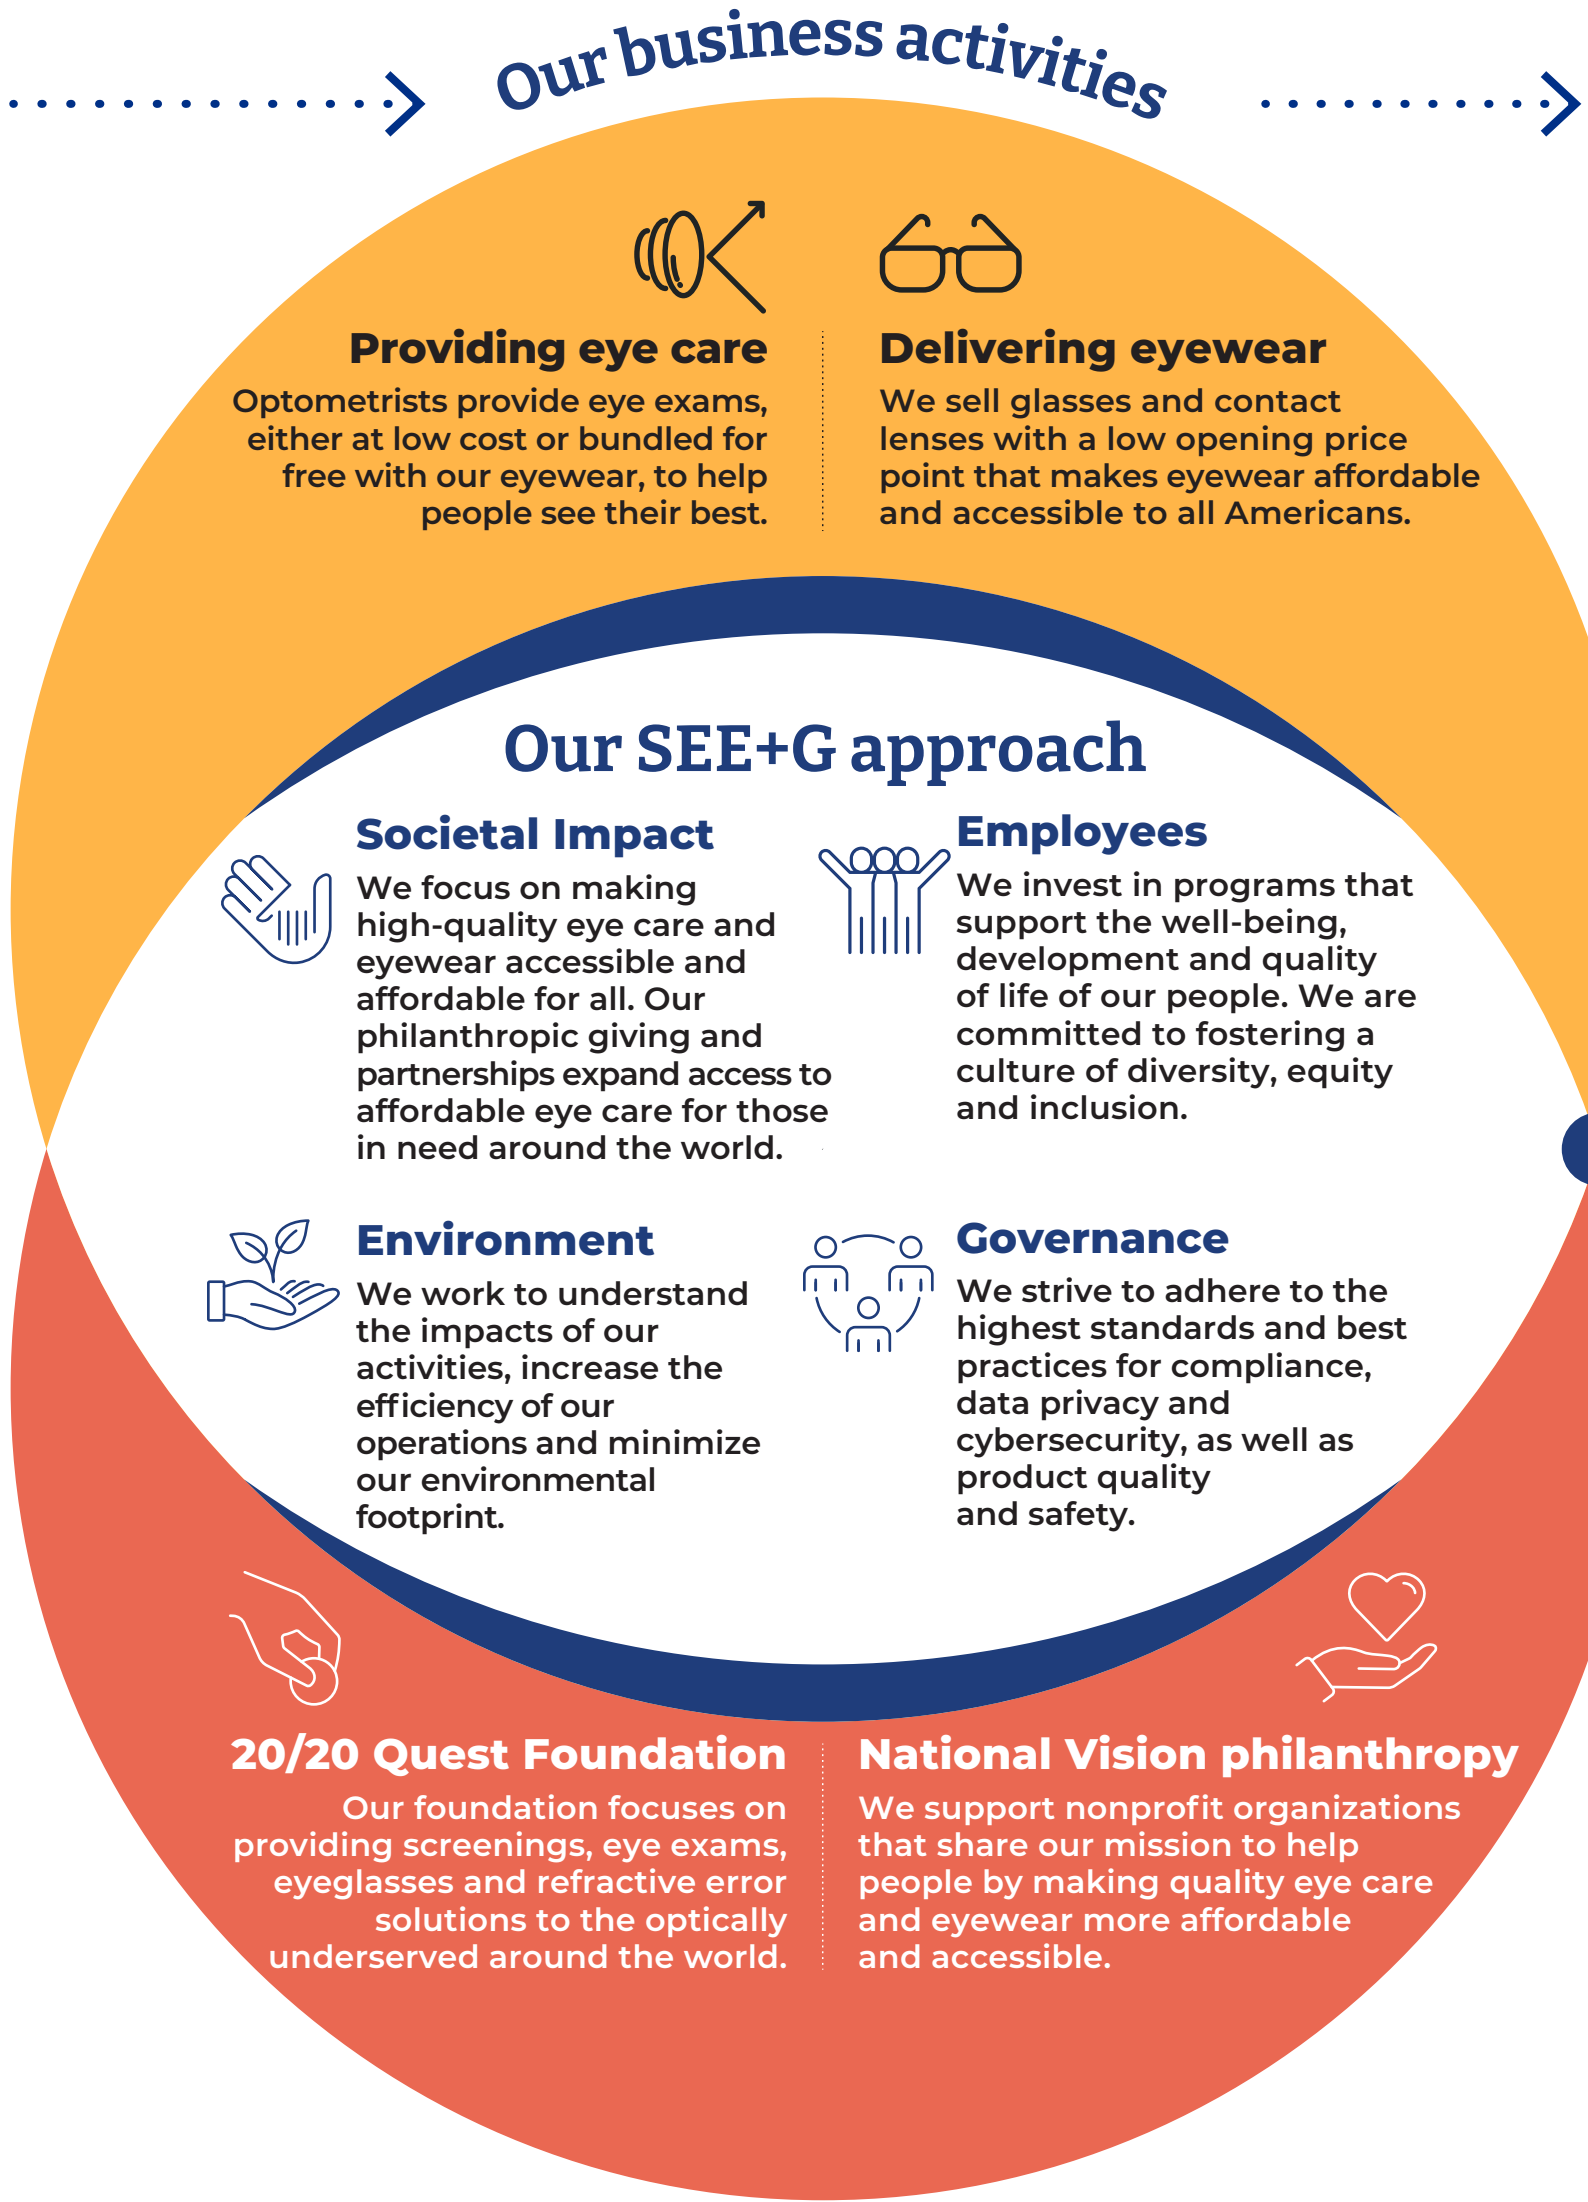 Our business activities
Providing eye care
Optometrists provide eye exams,
either at low cost or bundled for
free with our eyewear, to help
people see their best.
Delivering eyewear
We sell glasses and contact
lenses with a low opening price
point that makes eyewear affordable
and accessible to all Americans.
Our SEE+G approach
Societal Impact
We focus on making
high-quality eye care and
eyewear accessible and
affordable for all. Our
philanthropic giving and
partnerships expand access to
affordable eye care for those
in need around the world.
Employees
We invest in programs that
support the well-being,
development and quality
of life of our people. We are
committed to fostering a
culture of diversity, equity
and inclusion.
Environment
We work to understand
the impacts of our
activities, increase the
efficiency of our
operations and minimize
our environmental
footprint.
Governance
We strive to adhere to the
highest standards and best
practices for compliance,
data privacy and
cybersecurity, as well as
product quality
and safety.
20/20 Quest Foundation
Our foundation focuses on
providing screenings, eye exams,
eyeglasses and refractive error
solutions to the optically
underserved around the world.
National Vision philanthropy
We support nonprofit organizations
that share our mission to help
people by making quality eye care
and eyewear more affordable
and accessible.